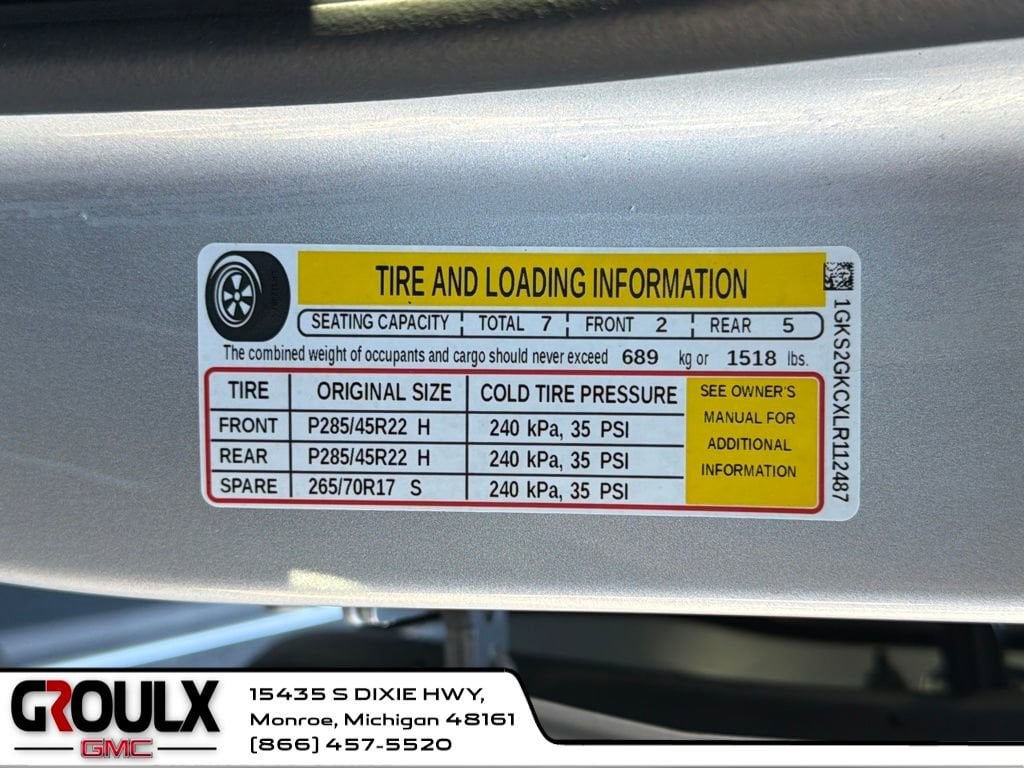 TIRE AND LOADING INFORMATION
SEATING CAPACITY TOTAL 7 FRONT 2 REAR 5
The combined weight of occupants and cargo should never exceed 689 kg or 1518 lbs.
TIRE ORIGINAL SIZE COLD TIRE PRESSURE
FRONT P285/45R22 H 240 kPa, 35 PSI
REAR P285/45R22 H 240 kPa, 35 PSI
SPARE 265/70R17 S 240 kPa, 35 PSI
SEE OWNER'S
MANUAL FOR
ADDITIONAL
INFORMATION
1GKS2GKCXLR112487
GROULX
GMC
15435 S DIXIE HWY,
Monroe, Michigan 48161
(866) 457-5520